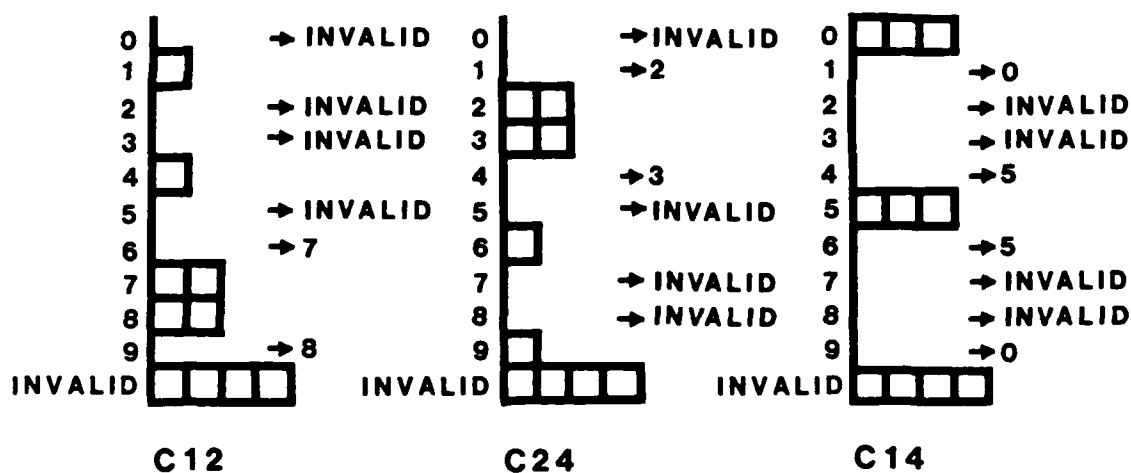 0 → INVALID
1
2 → INVALID
3 → INVALID
4
5 → INVALID
6 → 7
7
8
9 → 8
INVALID
C12
0 → INVALID
1 → 2
2
3
4 → 3
5 → INVALID
6
7 → INVALID
8 → INVALID
9
INVALID
C24
0
1 → 0
2 → INVALID
3 → INVALID
4 → 5
5
6 → 5
7 → INVALID
8 → INVALID
9 → 0
INVALID
C14